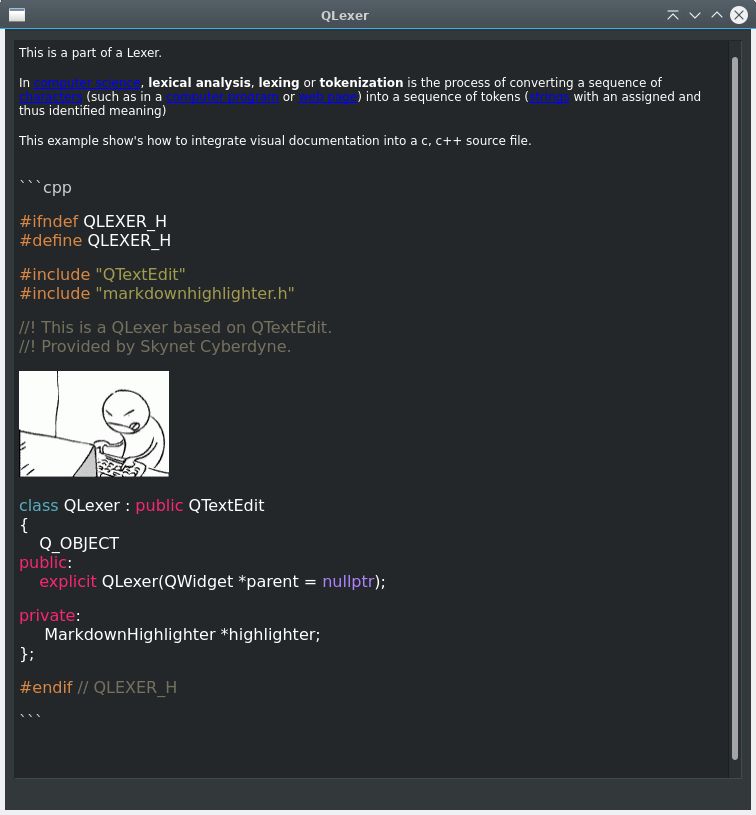 QLexer
This is a part of a Lexer.
In computer science, lexical analysis, lexing or tokenization is the process of converting a sequence of
characters (such as in a computer program or web page) into a sequence of tokens (strings with an assigned and
thus identified meaning)
This example show's how to integrate visual documentation into a c, c++ source file.
```cpp
#ifndef QLEXER_H
#define QLEXER_H
#include "QTextEdit"
#include "markdownhighlighter.h"
//! This is a QLexer based on QTextEdit.
//! Provided by Skynet Cyberdyne.
class QLexer : public QTextEdit
{
    Q_OBJECT
public:
    explicit QLexer(QWidget *parent = nullptr);
private:
     MarkdownHighlighter *highlighter;
};
#endif // QLEXER_H
```